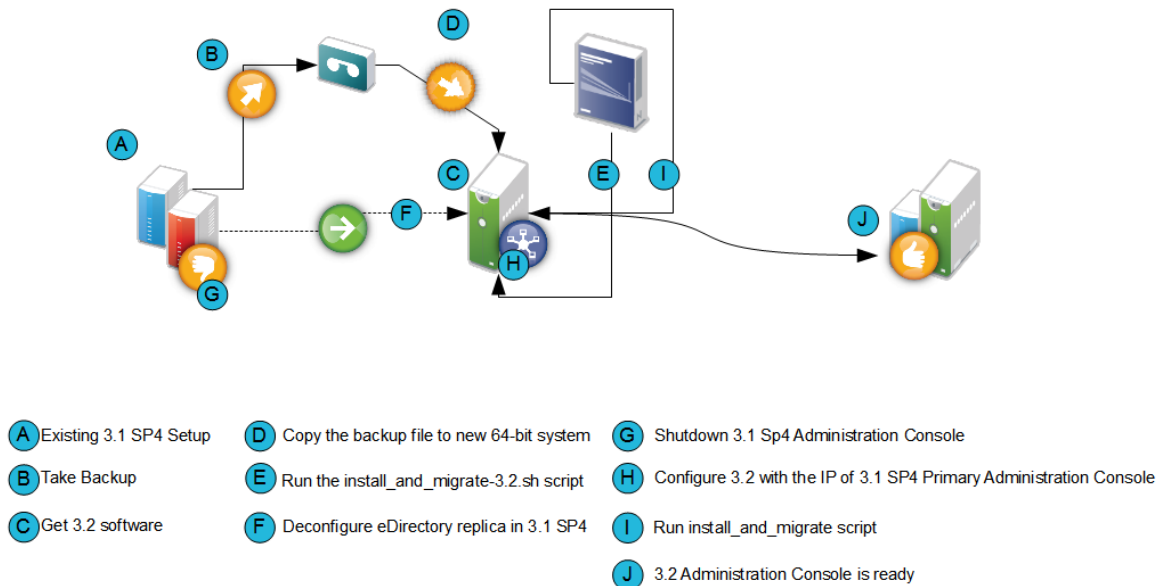 D
B
A
C
E
I
F
J
H
G
A Existing 3.1 SP4 Setup
B Take Backup
C Get 3.2 software
D Copy the backup file to new 64-bit system
E Run the install_and_migrate-3.2.sh script
F Deconfigure eDirectory replica in 3.1 SP4
G Shutdown 3.1 Sp4 Administration Console
H Configure 3.2 with the IP of 3.1 SP4 Primary Administration Console
I Run install_and_migrate script
J 3.2 Administration Console is ready